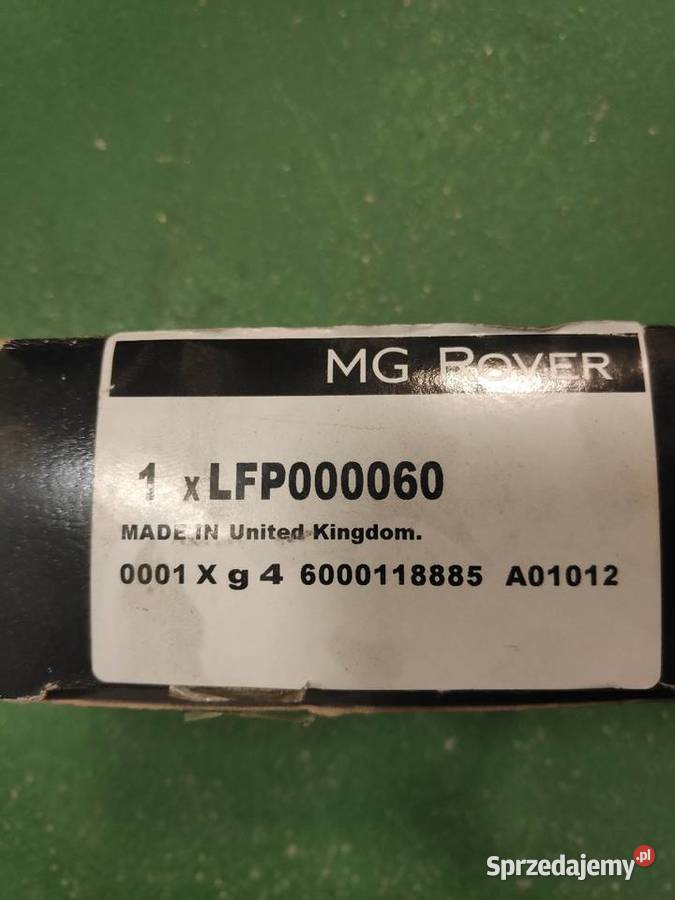 MG ROVER
1 x LFP000060
MADE IN United Kingdom.
0001 X g 4 6000118885 A01012
Sprzedajemy.pl